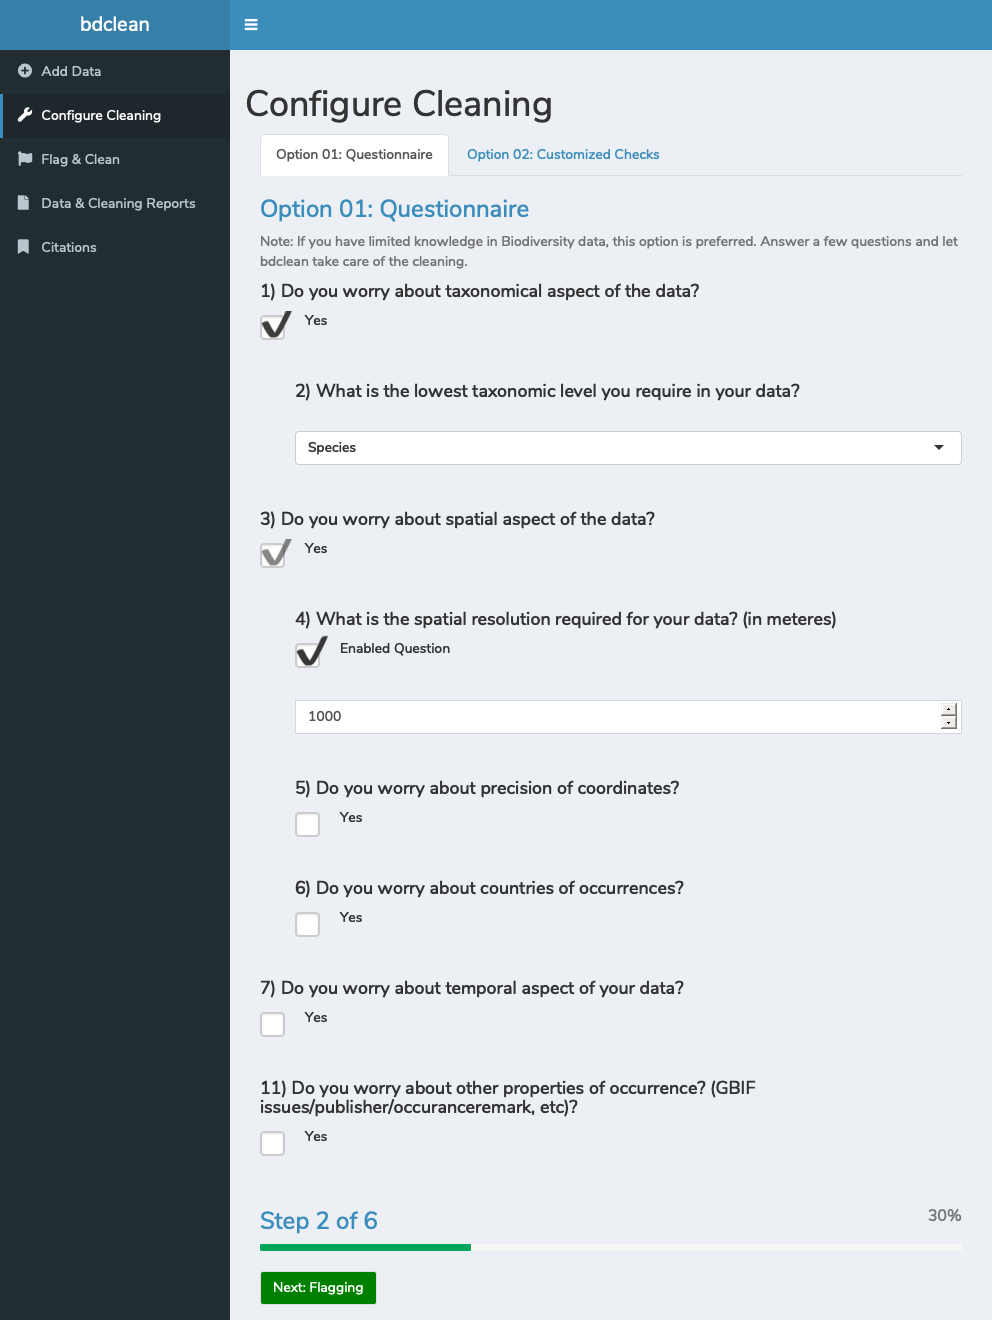 bdclean
Add Data
Configure Cleaning
Flag & Clean
Data & Cleaning Reports
Citations
Configure Cleaning
Option 01: Questionnaire
Option 02: Customized Checks
Option 01: Questionnaire
Note: If you have limited knowledge in Biodiversity data, this option is preferred. Answer a few questions and let
bdclean take care of the cleaning.
1) Do you worry about taxonomical aspect of the data?
Yes
2) What is the lowest taxonomic level you require in your data?
Species
3) Do you worry about spatial aspect of the data?
Yes
4) What is the spatial resolution required for your data? (in meteres)
Enabled Question
1000
5) Do you worry about precision of coordinates?
Yes
6) Do you worry about countries of occurrences?
Yes
7) Do you worry about temporal aspect of your data?
Yes
11) Do you worry about other properties of occurrence? (GBIF
issues/publisher/occuranceremark, etc)?
Yes
Step 2 of 6
30%
Next: Flagging